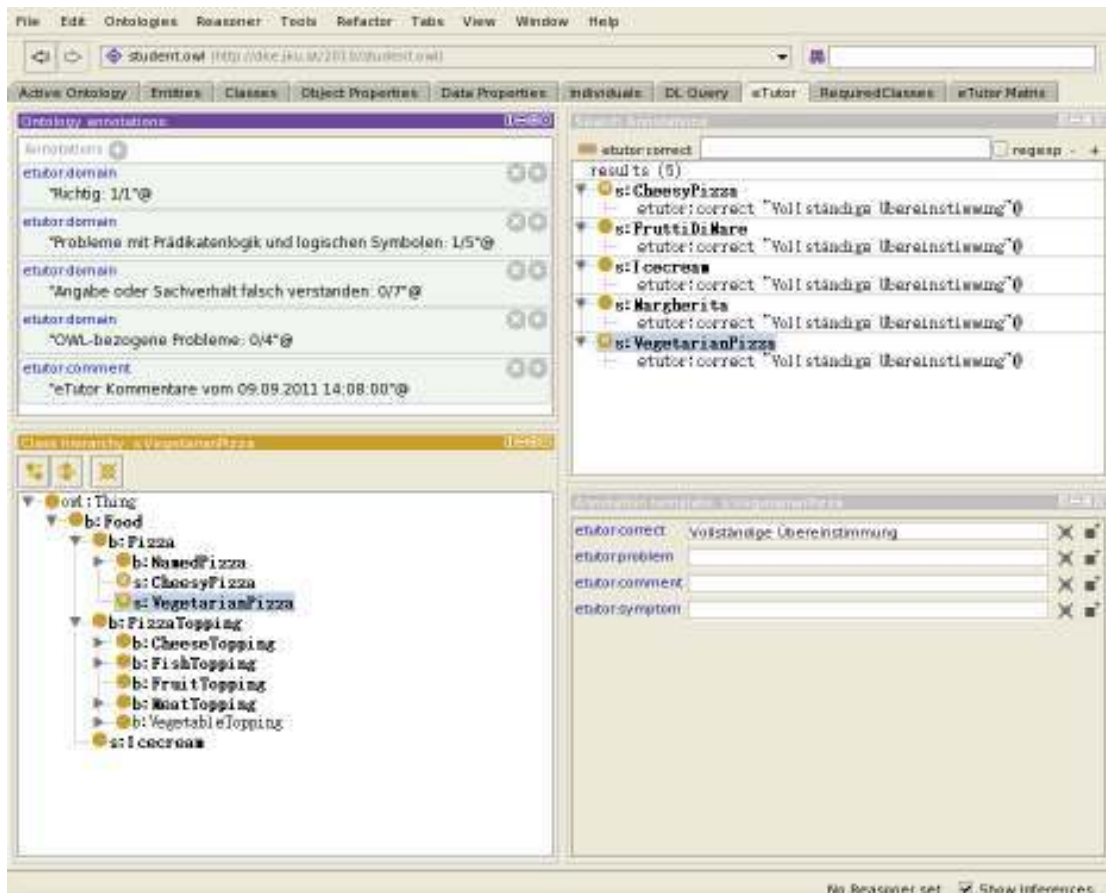 File Edit Ontologies Reasoner Tools Refactor Tabs View Window Help
student.owl
Active Ontology Entities Classes Object Properties Data Properties Individuals DL Query eTutor RequiredClasses eTutor Matrix
Ontology annotations:
Annotations
etutor:domain
"Richtig: 1/1"@
etutor:domain
"Probleme mit Prädikatenlogik und logischen Symbolen: 1/5"@
etutor:domain
"Angabe oder Sachverhalt falsch verstanden: 0/7"@
etutor:domain
"OWL-bezogene Probleme: 0/4"@
etutor:comment
"eTutor Kommentare vom 09.09.2011 14:08:00"@
Class hierarchy: s:VegetarianPizza
owl:Thing
b:Food
b:Pizza
b:NamedPizza
s:CheesyPizza
s:VegetarianPizza
b:PizzaTopping
b:CheeseTopping
b:FishTopping
b:FruitTopping
b:MeatTopping
b:VegetableTopping
s:Icecream
Search Annotations
etutor:correct regexp - +
results (5)
s:CheesyPizza
etutor:correct "Vollständige Übereinstimmung"@
s:FruttiDiMare
etutor:correct "Vollständige Übereinstimmung"@
s:Icecream
etutor:correct "Vollständige Übereinstimmung"@
s:Margherita
etutor:correct "Vollständige Übereinstimmung"@
s:VegetarianPizza
etutor:correct "Vollständige Übereinstimmung"@
etutor:correct Vollständige Übereinstimmung
etutor:problem
etutor:comment
etutor:symptom
No Reasoner set Show Inferences